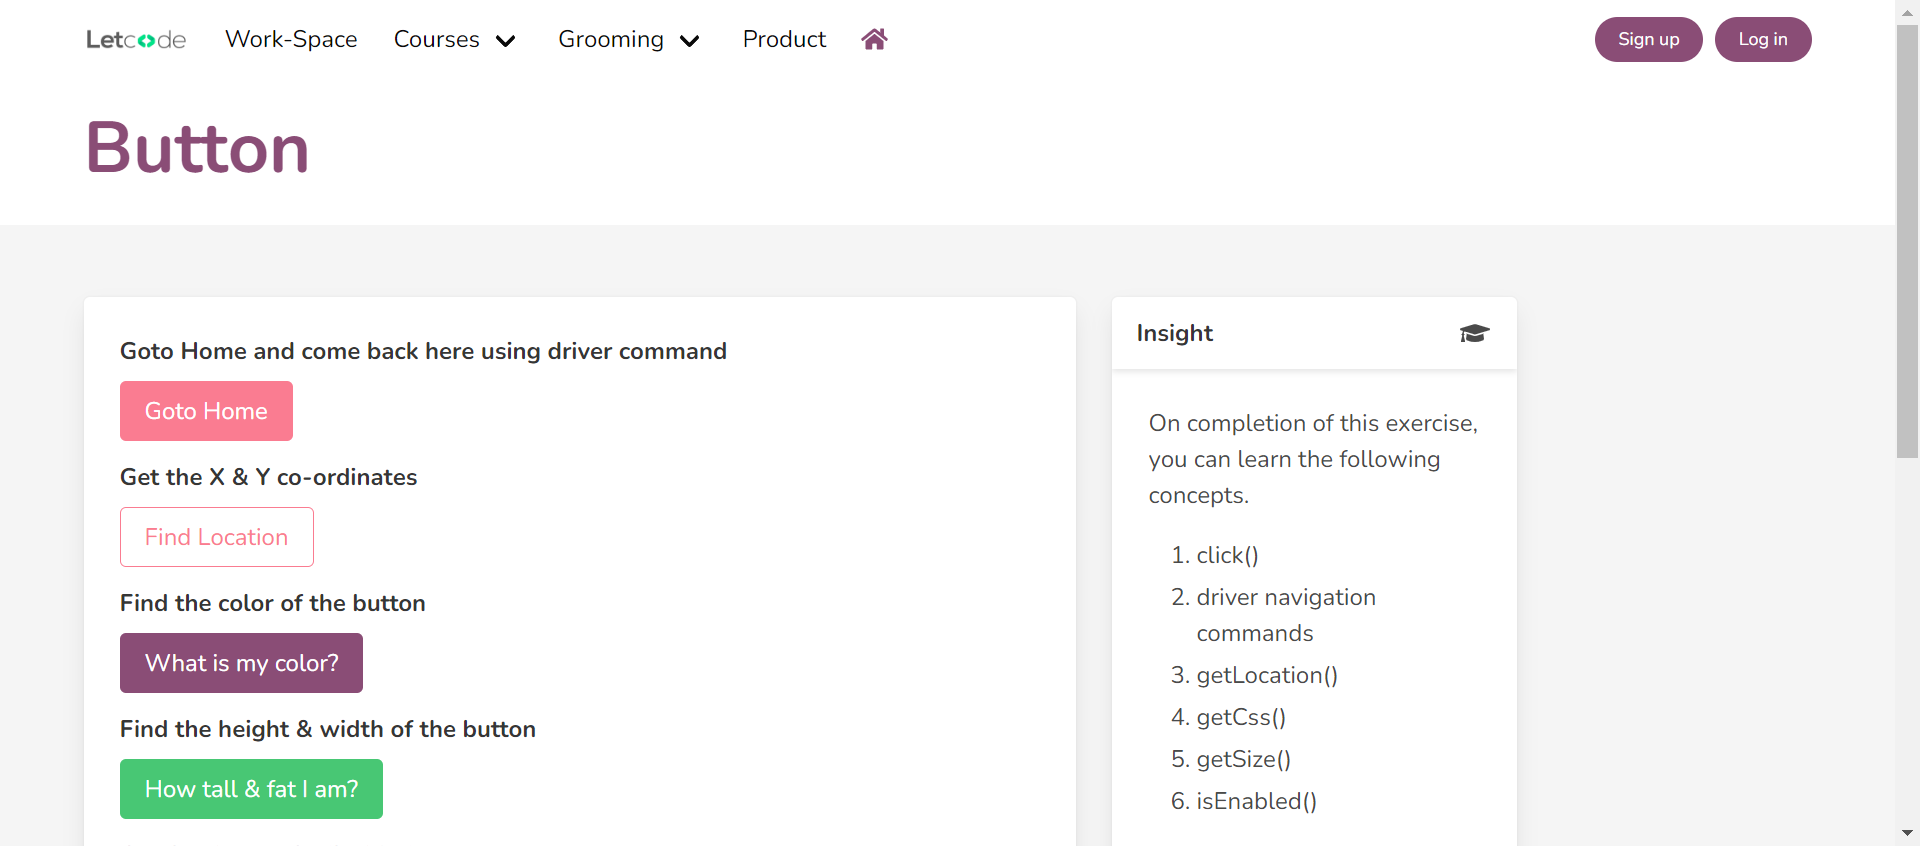 Letcode Work-Space Courses Grooming Product Sign up Log in
Button
Goto Home and come back here using driver command
Goto Home
Get the X & Y co-ordinates
Find Location
Find the color of the button
What is my color?
Find the height & width of the button
How tall & fat I am?
Insight
On completion of this exercise,
you can learn the following
concepts.
1. click()
2. driver navigation
commands
3. getLocation()
4. getCss()
5. getSize()
6. isEnabled()